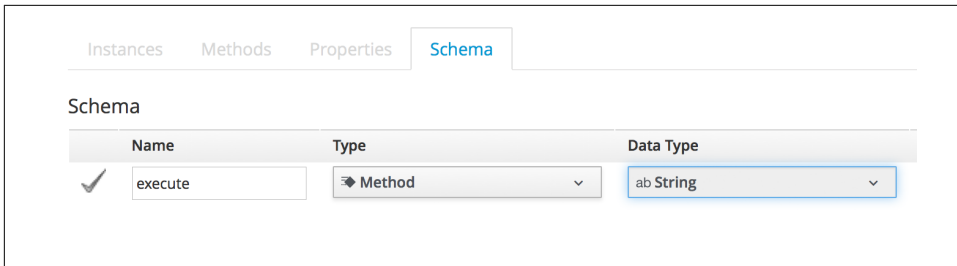 Instances Methods Properties Schema
Schema
Name Type Data Type
execute Method ab String